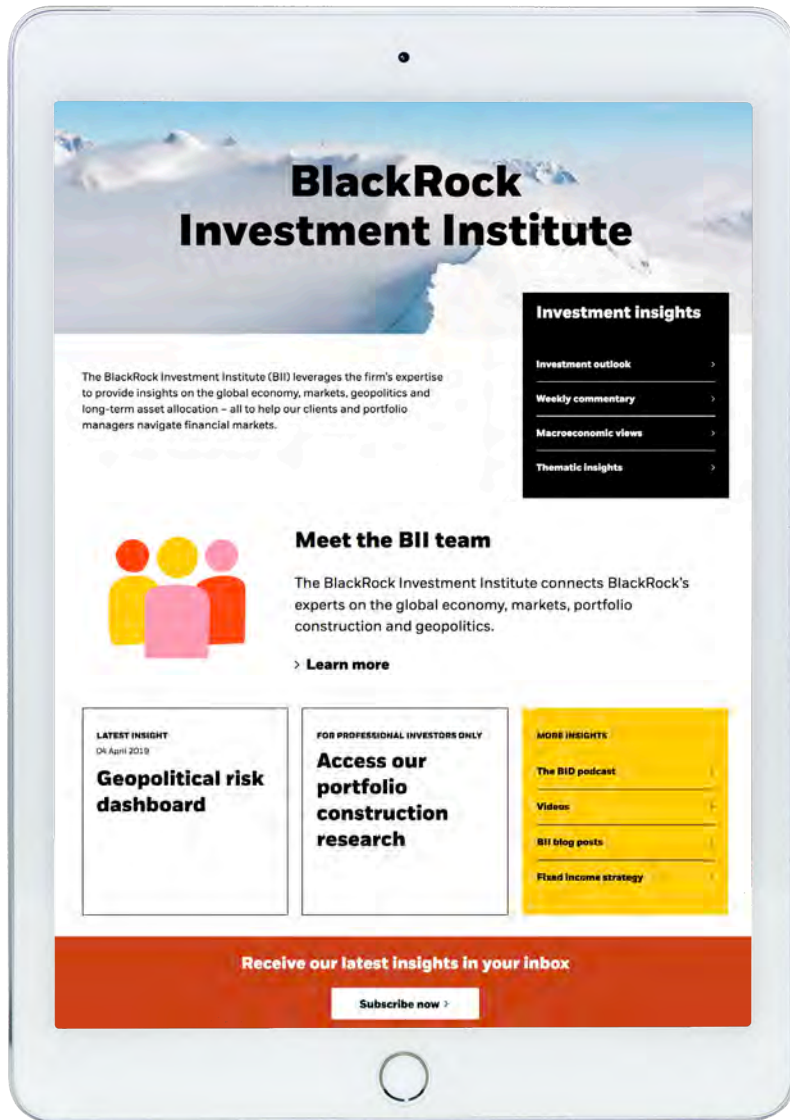 BlackRock
Investment Institute
Investment insights
Investment outlook
Weekly commentary
Macroeconomic views
Thematic insights
The BlackRock Investment Institute (BII) leverages the firm's expertise
to provide insights on the global economy, markets, geopolitics and
long-term asset allocation – all to help our clients and portfolio
managers navigate financial markets.
Meet the BII team
The BlackRock Investment Institute connects BlackRock's
experts on the global economy, markets, portfolio
construction and geopolitics.
> Learn more
LATEST INSIGHT
04 April 2019
Geopolitical risk
dashboard
FOR PROFESSIONAL INVESTORS ONLY
Access our
portfolio
construction
research
MORE INSIGHTS
The BID podcast
Videos
BII blog posts
Fixed income strategy
Receive our latest insights in your inbox
Subscribe now >